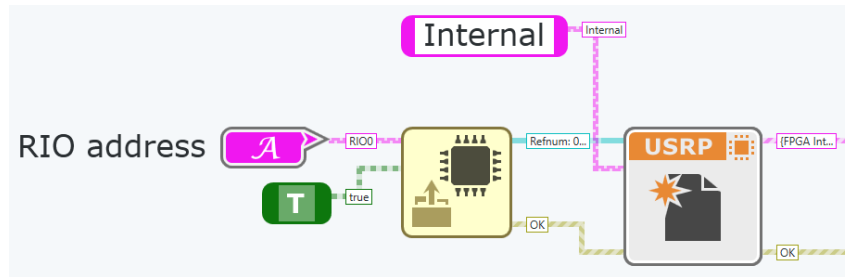 Internal
Internal
RIO address
A
RIO0
Refnum: 0...
USRP
{FPGA Int...
T
true
OK
OK